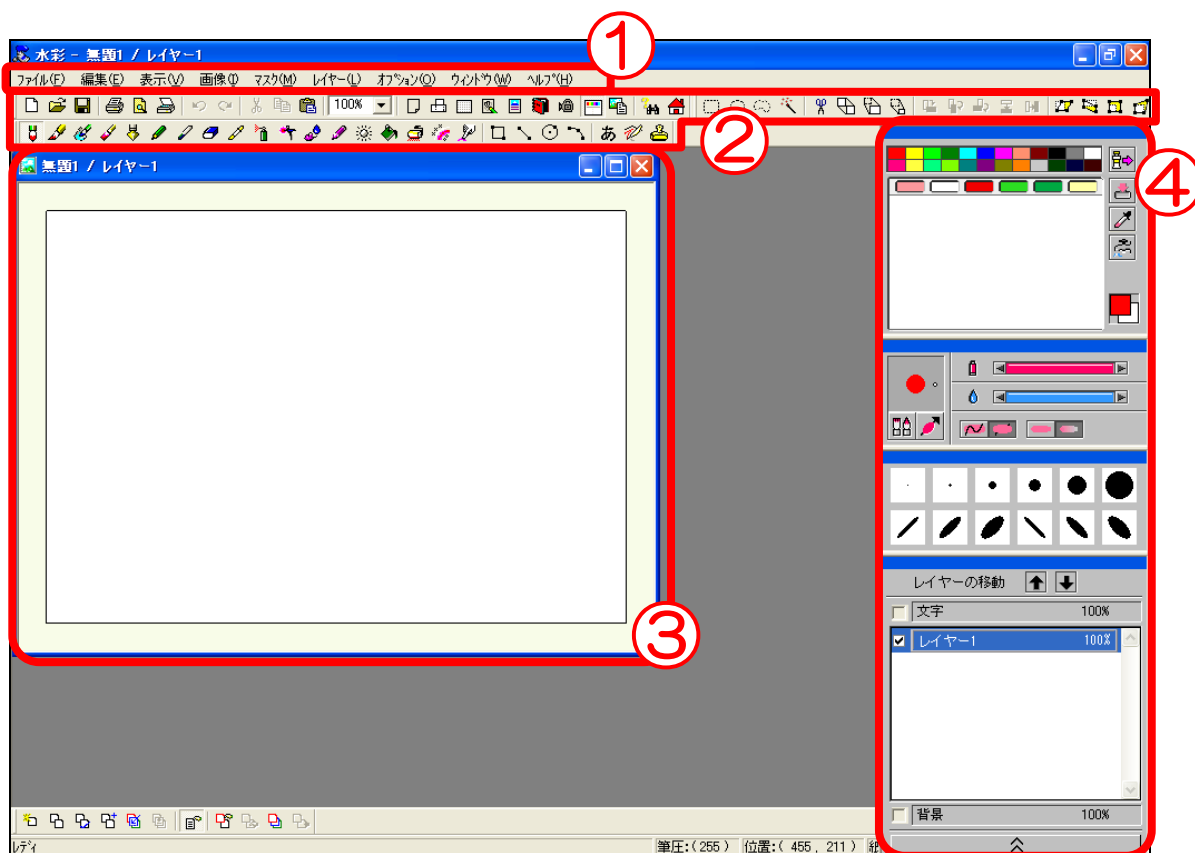 ①
水彩 - 無題1 / レイヤー1
ファイル(F) 編集(E) 表示(V) 画像(I) マスク(M) レイヤー(L) オプション(O) ウィンドウ(W) ヘルプ(H)
100%
あ
②
④
無題1 / レイヤー1
③
レイヤーの移動
文字 100%
レイヤー1 100%
背景 100%
レディ
筆圧:(255) 位置:( 455, 211) 紙